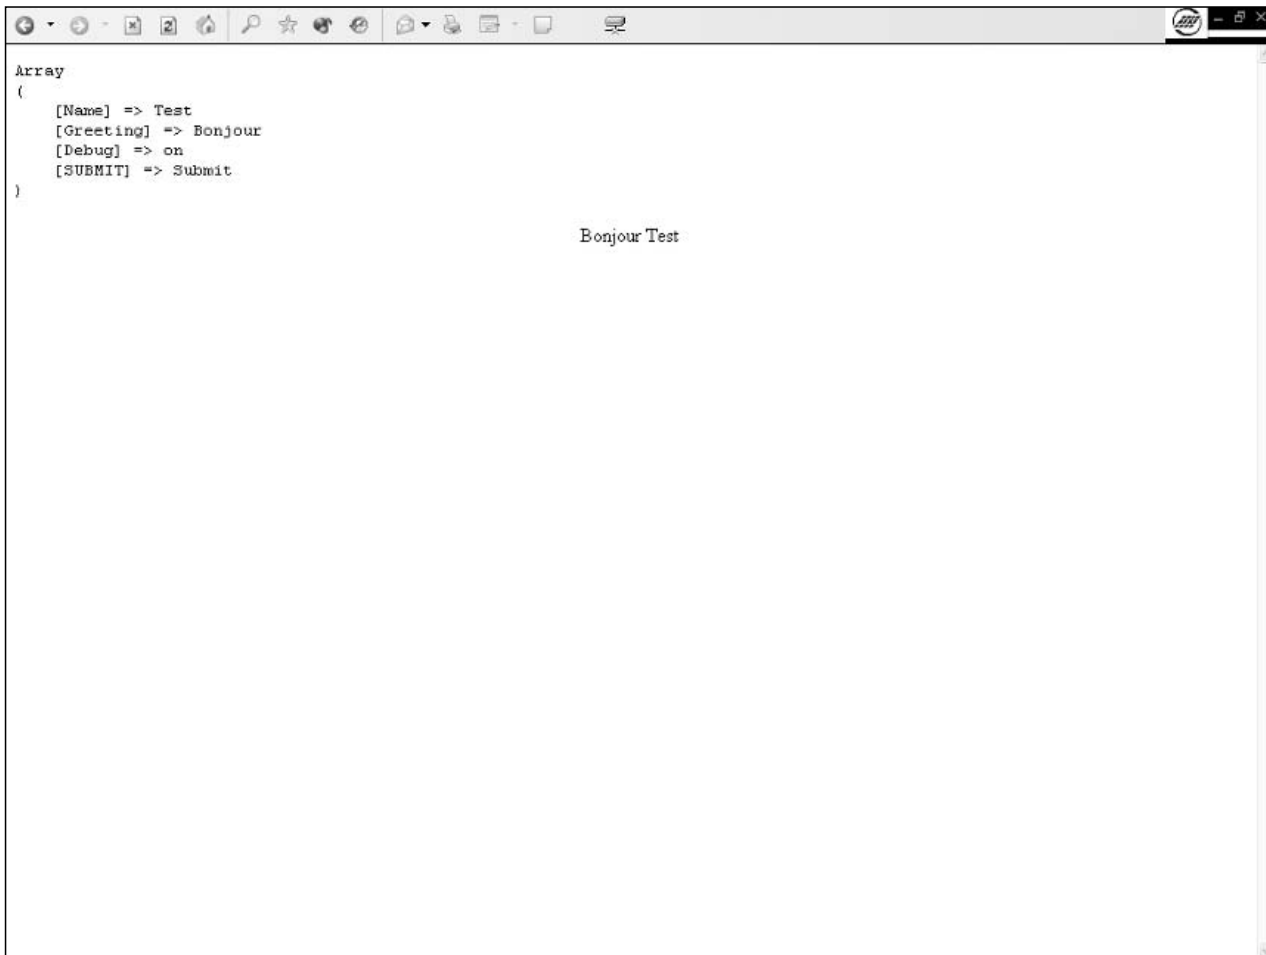 Array
(
    [Name] => Test
    [Greeting] => Bonjour
    [Debug] => on
    [SUBMIT] => Submit
)
Bonjour Test